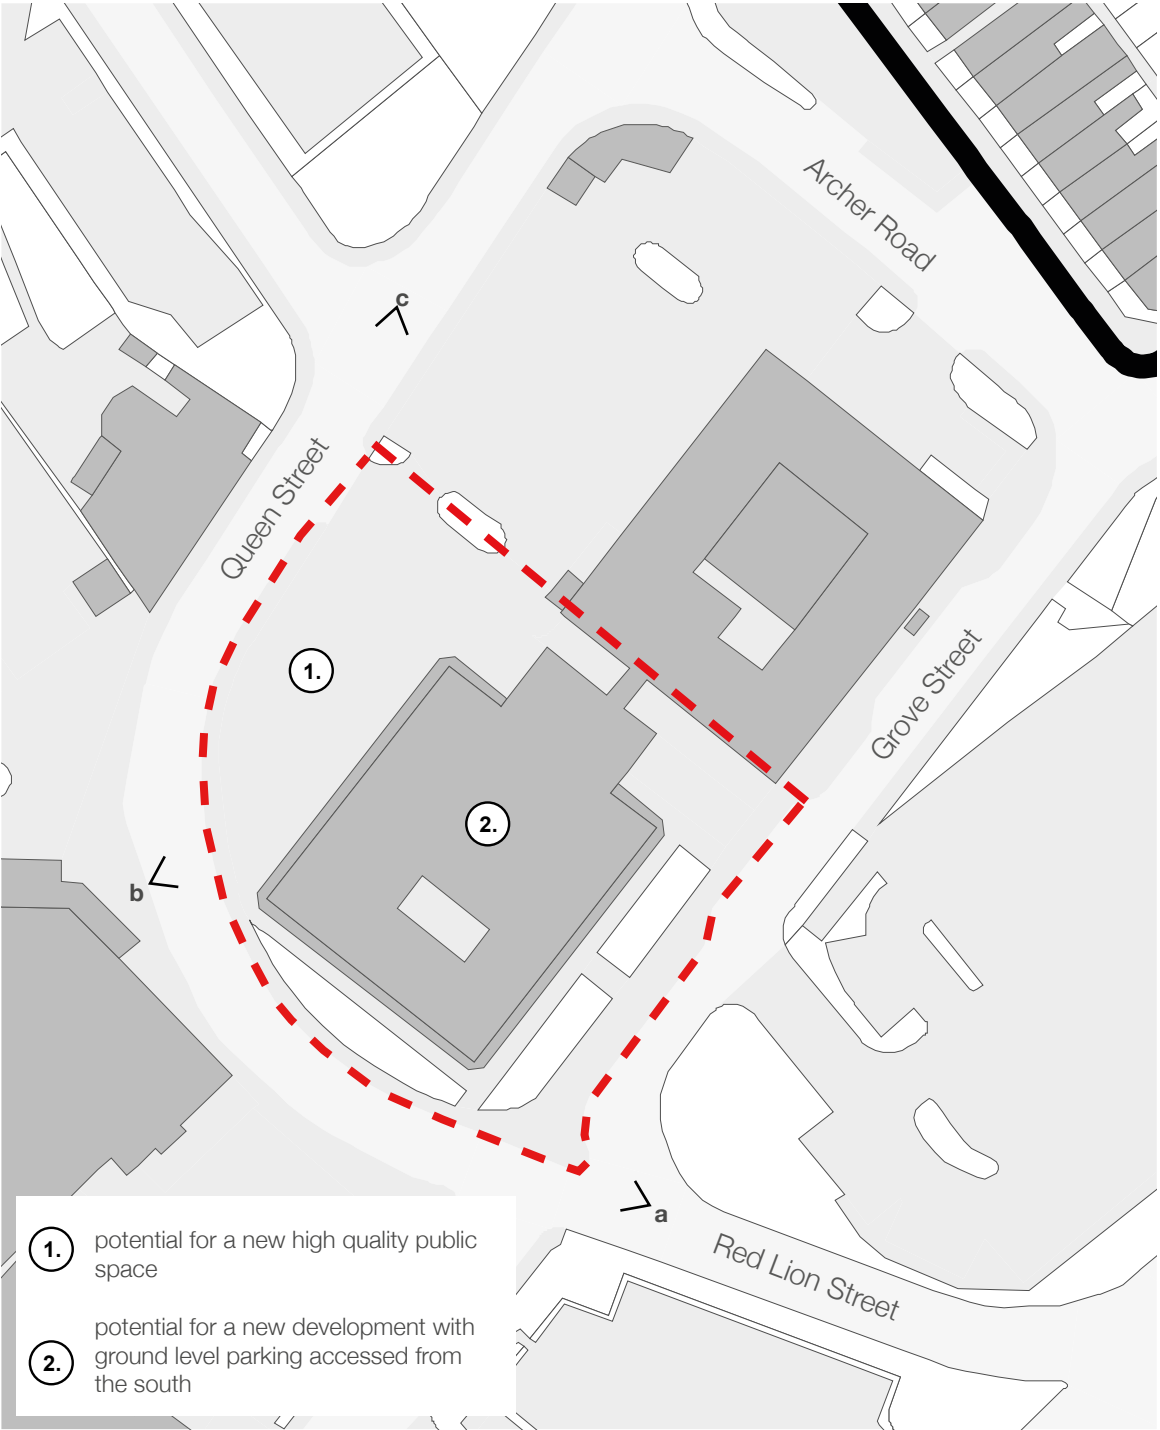 Archer Road
c
Queen Street
1.
Grove Street
2.
b
a
Red Lion Street
1. potential for a new high quality public
space
potential for a new development with
2. ground level parking accessed from
the south